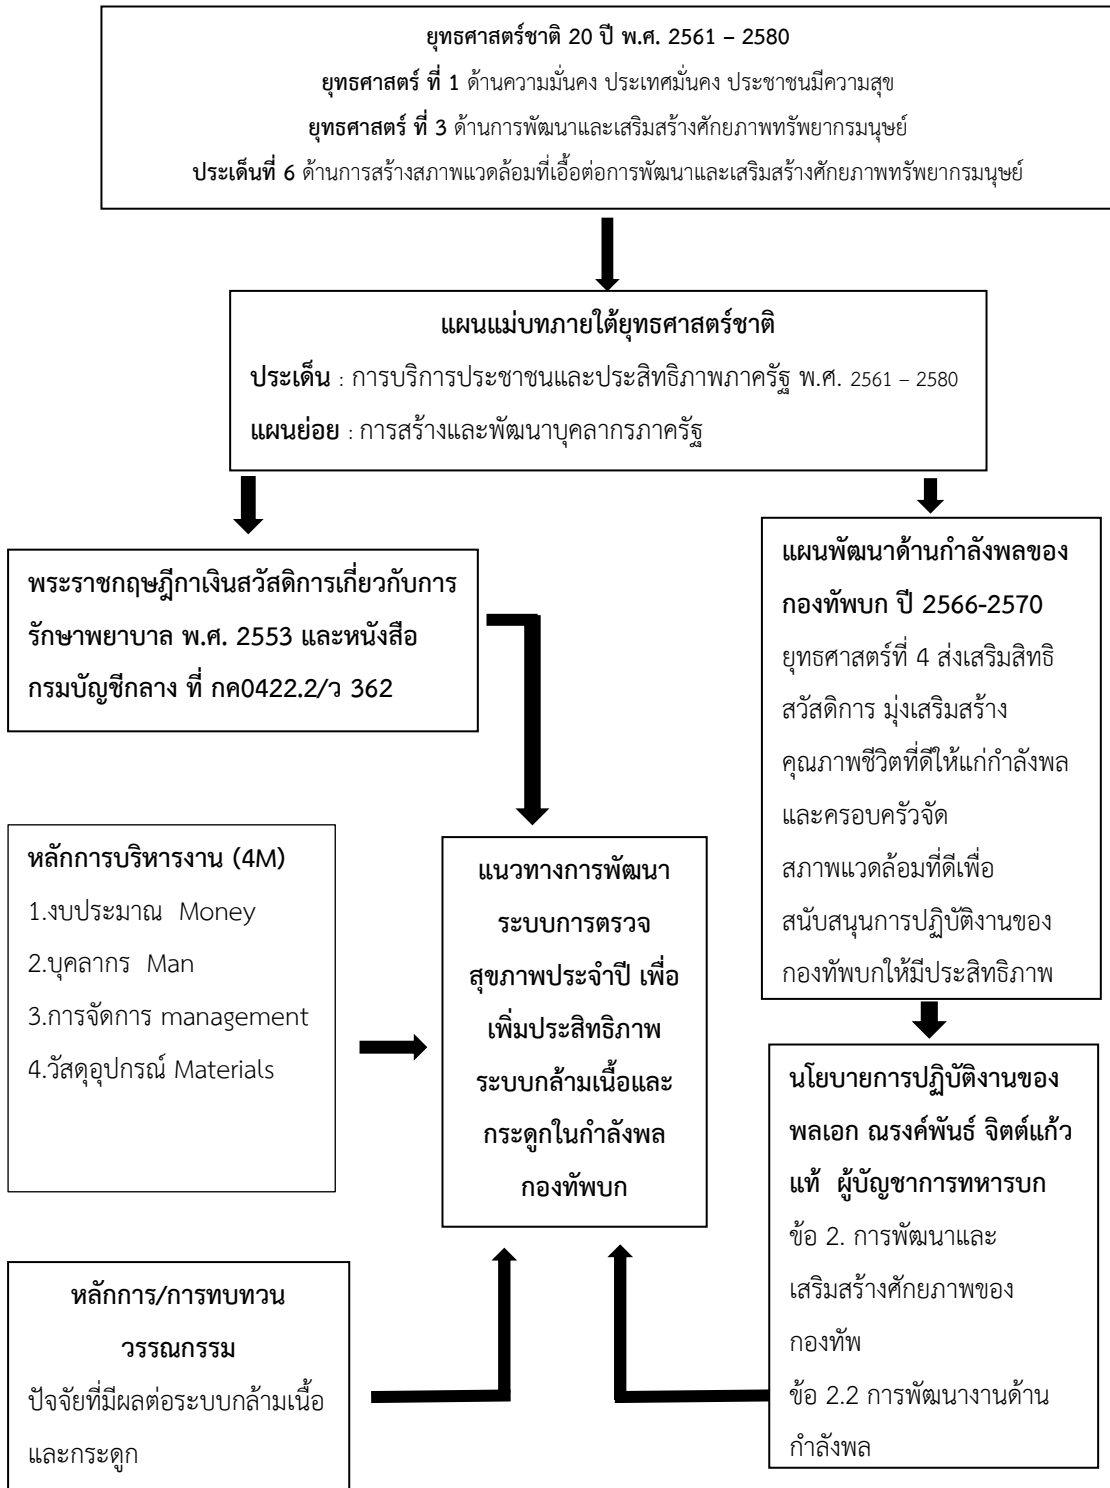 ยุทธศาสตร์ชาติ 20 ปี พ.ศ. 2561 – 2580
ยุทธศาสตร์ ที่ 1 ด้านความมั่นคง ประเทศมั่นคง ประชาชนมีความสุข
ยุทธศาสตร์ ที่ 3 ด้านการพัฒนาและเสริมสร้างศักยภาพทรัพยากรมนุษย์
ประเด็นที่ 6 ด้านการสร้างสภาพแวดล้อมที่เอื้อต่อการพัฒนาและเสริมสร้างศักยภาพทรัพยากรมนุษย์
แผนแม่บทภายใต้ยุทธศาสตร์ชาติ
ประเด็น : การบริการประชาชนและประสิทธิภาพภาครัฐ พ.ศ. 2561 – 2580
แผนย่อย : การสร้างและพัฒนาบุคลากรภาครัฐ
พระราชกฤษฎีกาเงินสวัสดิการเกี่ยวกับการ
รักษาพยาบาล พ.ศ. 2553 และหนังสือ
กรมบัญชีกลาง ที่ กค0422.2/ว 362
แผนพัฒนาด้านกำลังพลของ
กองทัพบก ปี 2566-2570
ยุทธศาสตร์ที่ 4 ส่งเสริมสิทธิ
สวัสดิการ มุ่งเสริมสร้าง
คุณภาพชีวิตที่ดีให้แก่กำลังพล
และครอบครัวจัด
สภาพแวดล้อมที่ดีเพื่อ
สนับสนุนการปฏิบัติงานของ
กองทัพบกให้มีประสิทธิภาพ
หลักการบริหารงาน (4M)
1.งบประมาณ Money
2.บุคลากร Man
3.การจัดการ management
4.วัสดุอุปกรณ์ Materials
แนวทางการพัฒนา
ระบบการตรวจ
สุขภาพประจำปี เพื่อ
เพิ่มประสิทธิภาพ
ระบบกล้ามเนื้อและ
กระดูกในกำลังพล
กองทัพบก
นโยบายการปฏิบัติงานของ
พลเอก ณรงค์พันธ์ จิตต์แก้ว
แท้ ผู้บัญชาการทหารบก
ข้อ 2. การพัฒนาและ
เสริมสร้างศักยภาพของ
กองทัพ
ข้อ 2.2 การพัฒนางานด้าน
กำลังพล
หลักการ/การทบทวน
วรรณกรรม
ปัจจัยที่มีผลต่อระบบกล้ามเนื้อ
และกระดูก